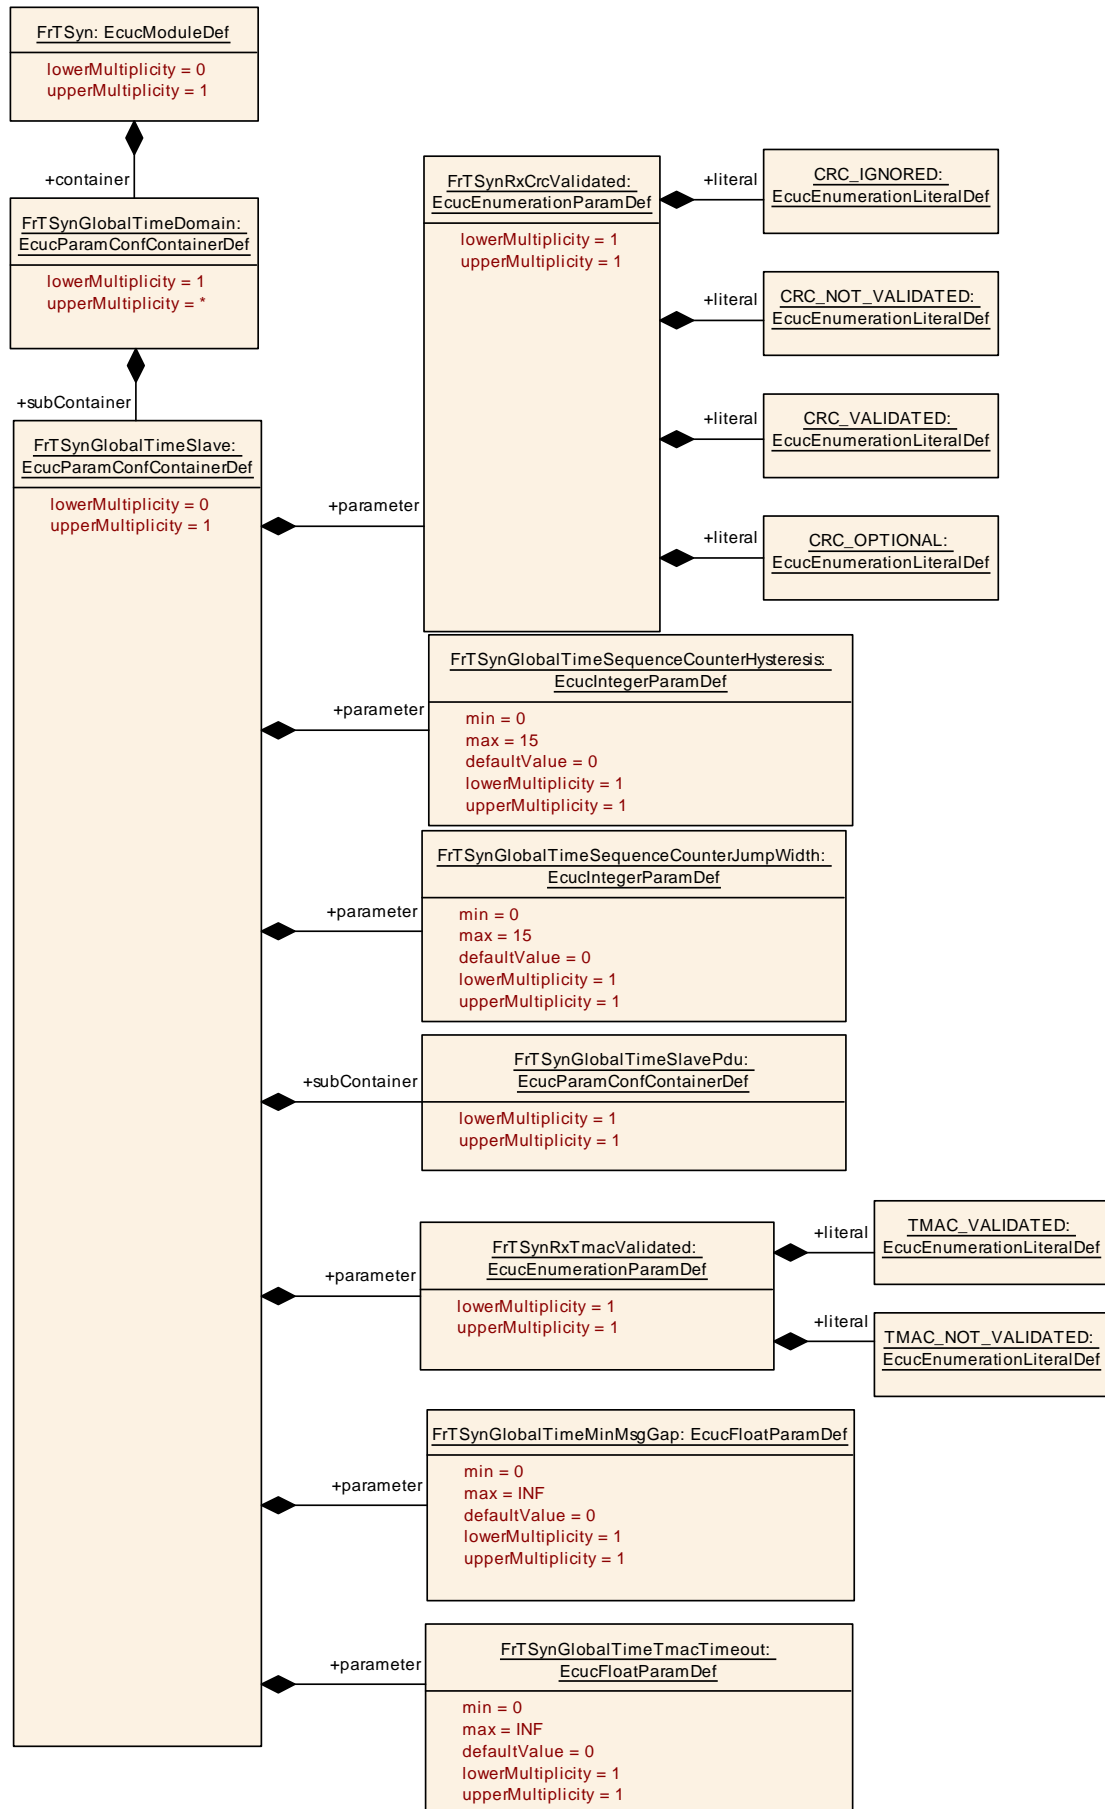 FrTSyn: EcucModuleDef
lowerMultiplicity = 0
upperMultiplicity = 1
+container
FrTSynGlobalTimeDomain:
EcucParamConfContainerDef
lowerMultiplicity = 1
upperMultiplicity = *
+subContainer
FrTSynGlobalTimeSlave:
EcucParamConfContainerDef
lowerMultiplicity = 0
upperMultiplicity = 1
+parameter
FrTSynRxCrcValidated:
EcucEnumerationParamDef
lowerMultiplicity = 1
upperMultiplicity = 1
+literal
CRC_IGNORED:
EcucEnumerationLiteralDef
+literal
CRC_NOT_VALIDATED:
EcucEnumerationLiteralDef
+literal
CRC_VALIDATED:
EcucEnumerationLiteralDef
+literal
CRC_OPTIONAL:
EcucEnumerationLiteralDef
+parameter
FrTSynGlobalTimeSequenceCounterHysteresis:
EcucIntegerParamDef
min = 0
max = 15
defaultValue = 0
lowerMultiplicity = 1
upperMultiplicity = 1
+parameter
FrTSynGlobalTimeSequenceCounterJumpWidth:
EcucIntegerParamDef
min = 0
max = 15
defaultValue = 0
lowerMultiplicity = 1
upperMultiplicity = 1
+subContainer
FrTSynGlobalTimeSlavePdu:
EcucParamConfContainerDef
lowerMultiplicity = 1
upperMultiplicity = 1
+parameter
FrTSynRxTmacValidated:
EcucEnumerationParamDef
lowerMultiplicity = 1
upperMultiplicity = 1
+literal
TMAC_VALIDATED:
EcucEnumerationLiteralDef
+literal
TMAC_NOT_VALIDATED:
EcucEnumerationLiteralDef
+parameter
FrTSynGlobalTimeMinMsgGap: EcucFloatParamDef
min = 0
max = INF
defaultValue = 0
lowerMultiplicity = 1
upperMultiplicity = 1
+parameter
FrTSynGlobalTimeTmacTimeout:
EcucFloatParamDef
min = 0
max = INF
defaultValue = 0
lowerMultiplicity = 1
upperMultiplicity = 1